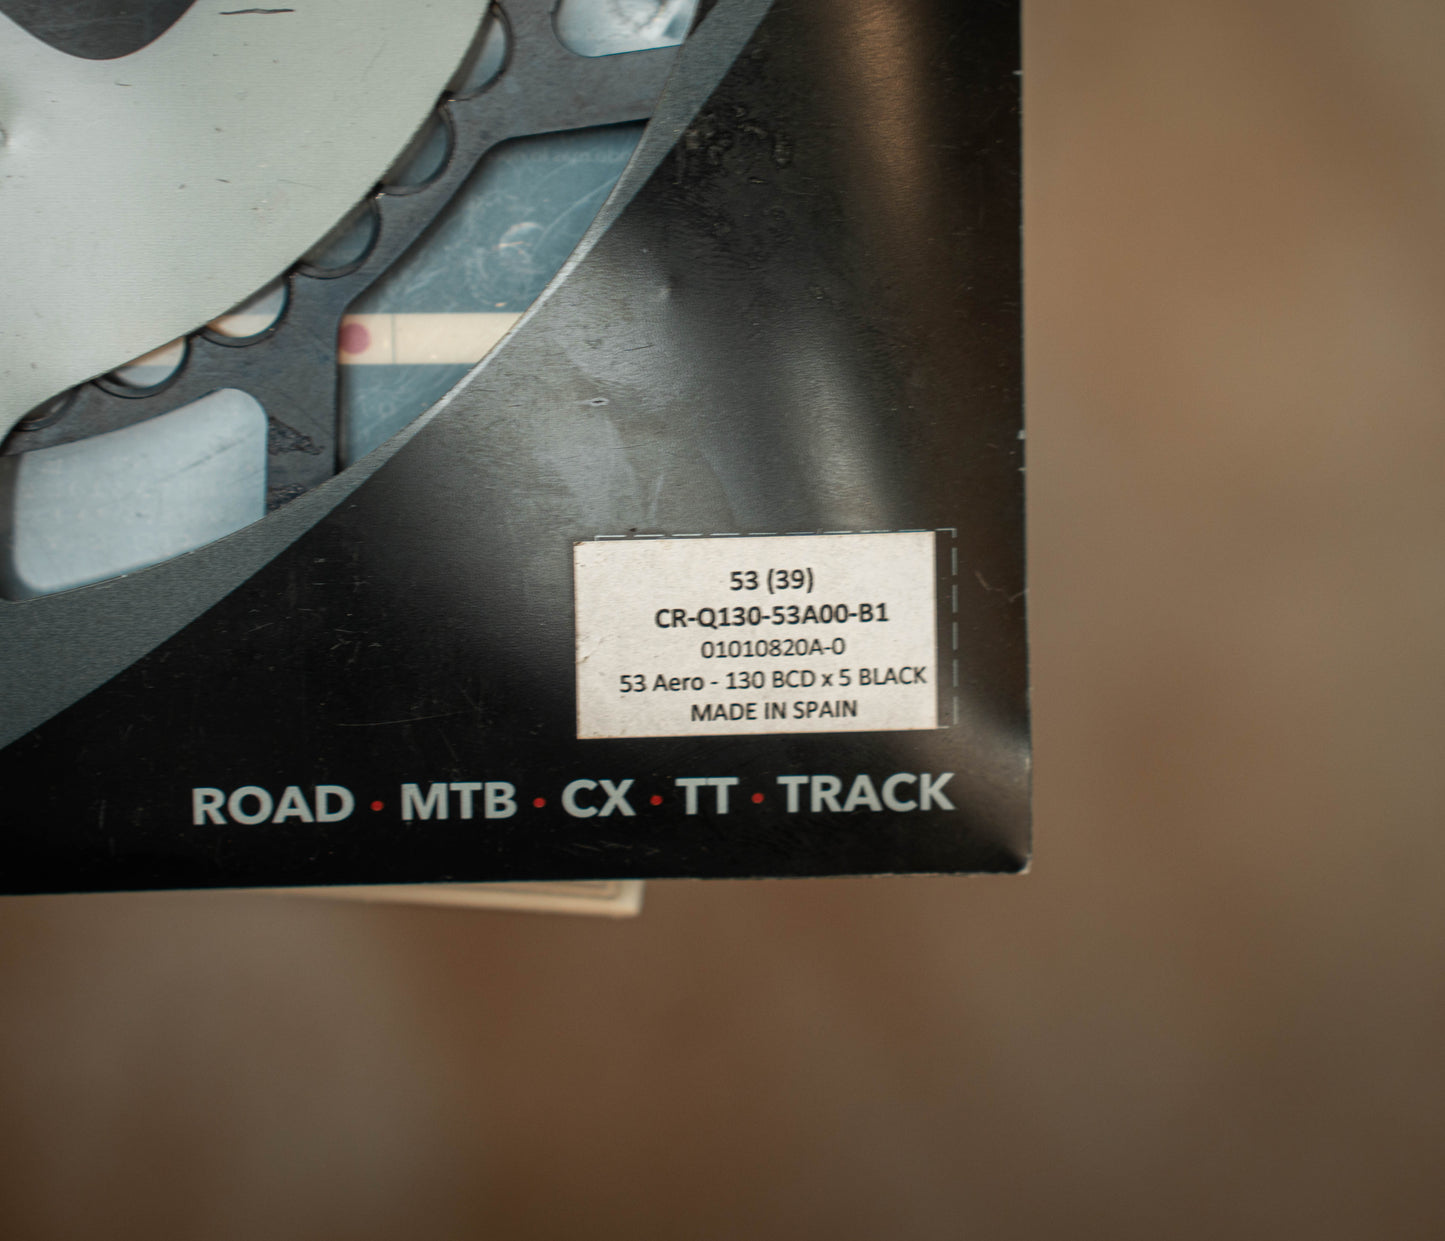 53 (39)
CR-Q130-53A00-B1
01010820A-0
53 Aero - 130 BCD x 5 BLACK
MADE IN SPAIN
ROAD • MTB • CX • TT • TRACK